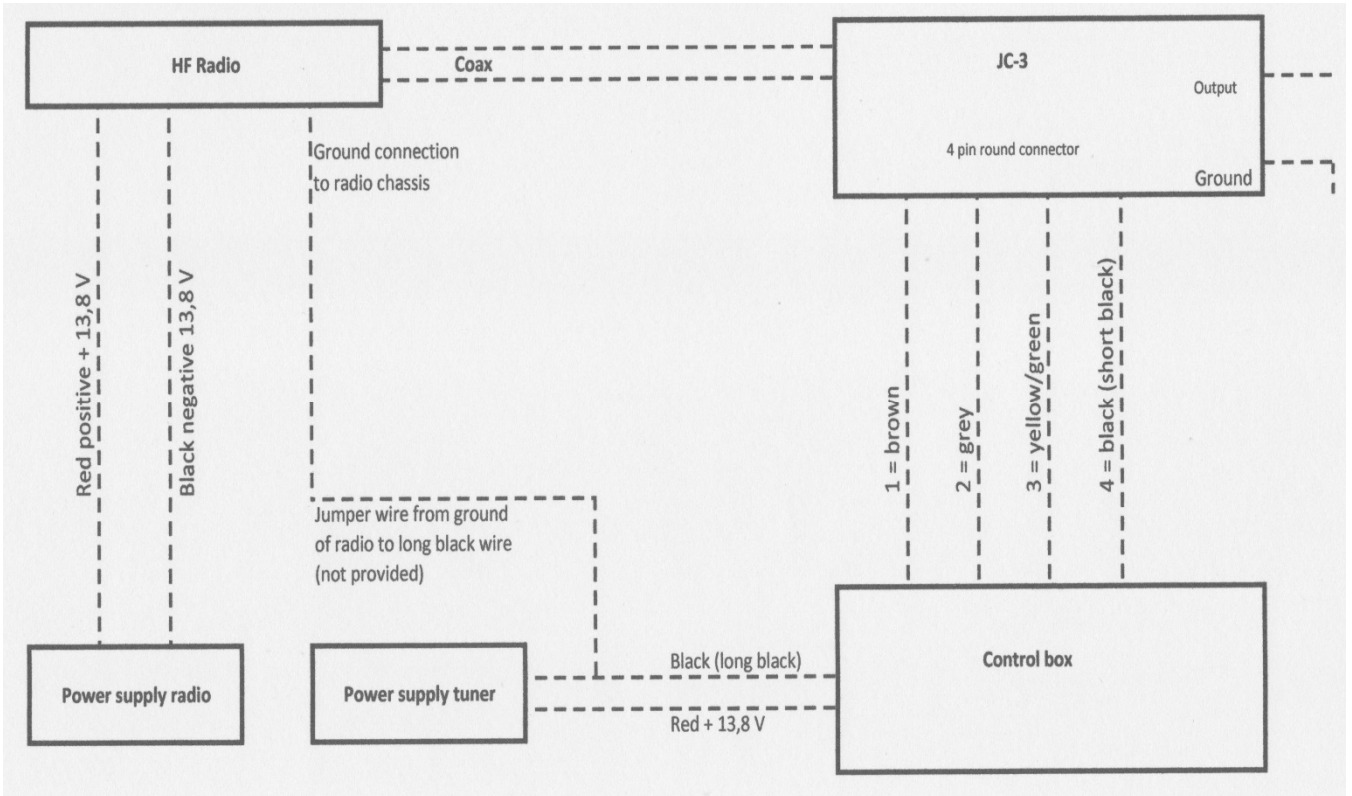 HF Radio
Coax
JC-3
Output
4 pin round connector
Ground
Ground connection
to radio chassis
Red positive + 13,8 V
Black negative 13,8 V
1 = brown
2 = grey
3 = yellow/green
4 = black (short black)
Jumper wire from ground
of radio to long black wire
(not provided)
Power supply radio
Power supply tuner
Black (long black)
Red + 13,8 V
Control box